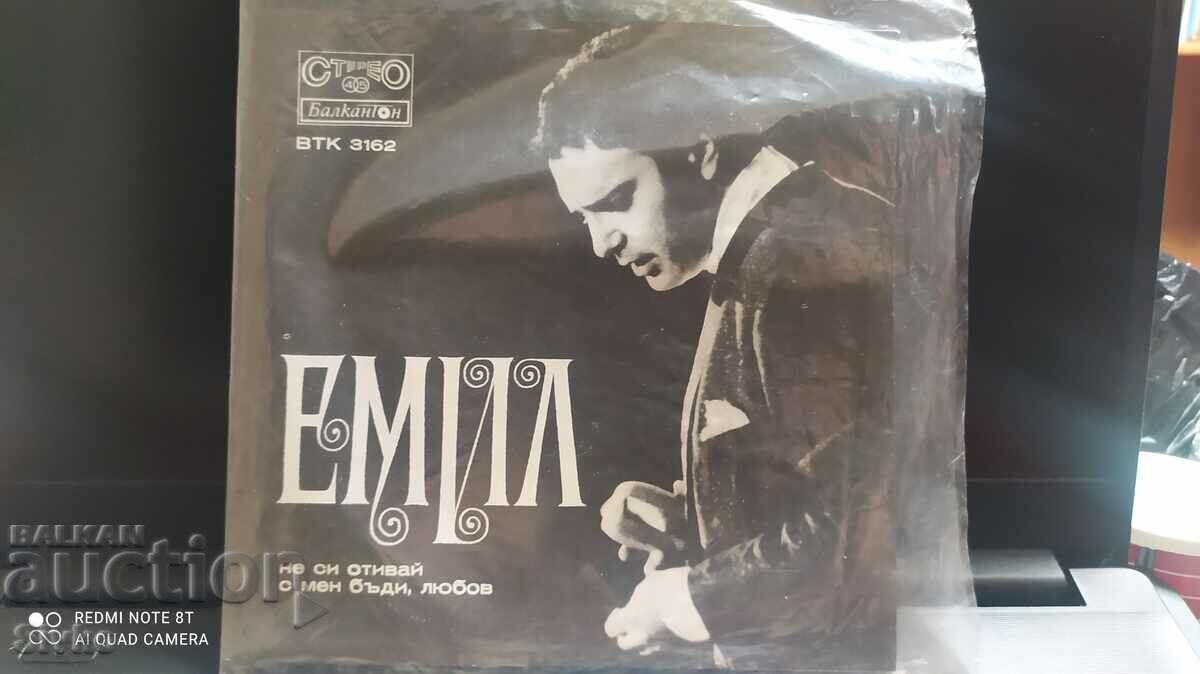 СТЕРЕО
45
Балкантон
ВТК 3162
ЕМИЛ
не си отивай
с мен бъди, любов
BALKAN
auction
REDMI NOTE 8T
AI QUAD CAMERA